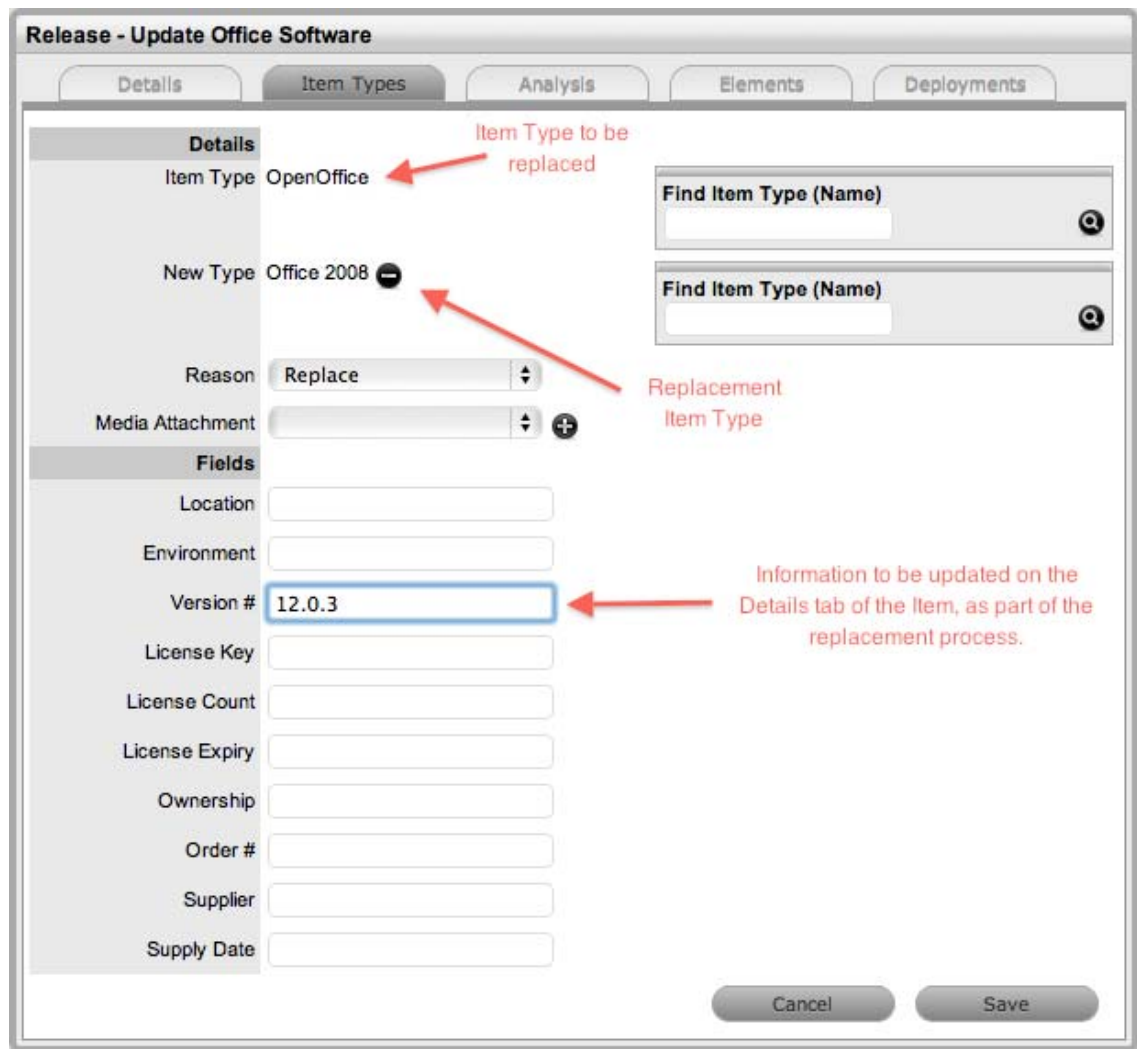 Release - Update Office Software
Details
Item Types
Analysis
Elements
Deployments
Details
Item Type to be
replaced
Item Type
OpenOffice
Find Item Type (Name)
New Type
Office 2008
Find Item Type (Name)
Reason
Replace
Replacement
Item Type
Media Attachment
Fields
Location
Environment
Version #
12.0.3
Information to be updated on the
Details tab of the Item, as part of the
replacement process.
License Key
License Count
License Expiry
Ownership
Order #
Supplier
Supply Date
Cancel
Save